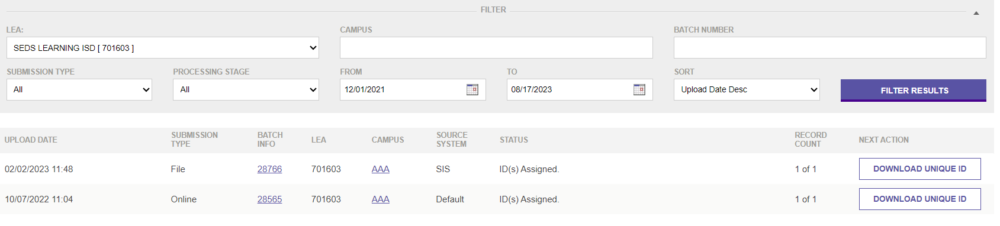 FILTER
LEA: CAMPUS BATCH NUMBER
SEDS LEARNING ISD [ 701603 ]
SUBMISSION TYPE PROCESSING STAGE FROM TO SORT
All All 12/01/2021 08/17/2023 Upload Date Desc FILTER RESULTS
UPLOAD DATE SUBMISSION TYPE BATCH INFO LEA CAMPUS SOURCE SYSTEM STATUS RECORD COUNT NEXT ACTION
02/02/2023 11:48 File 28766 701603 AAA SIS ID(s) Assigned. 1 of 1 DOWNLOAD UNIQUE ID
10/07/2022 11:04 Online 28565 701603 AAA Default ID(s) Assigned. 1 of 1 DOWNLOAD UNIQUE ID